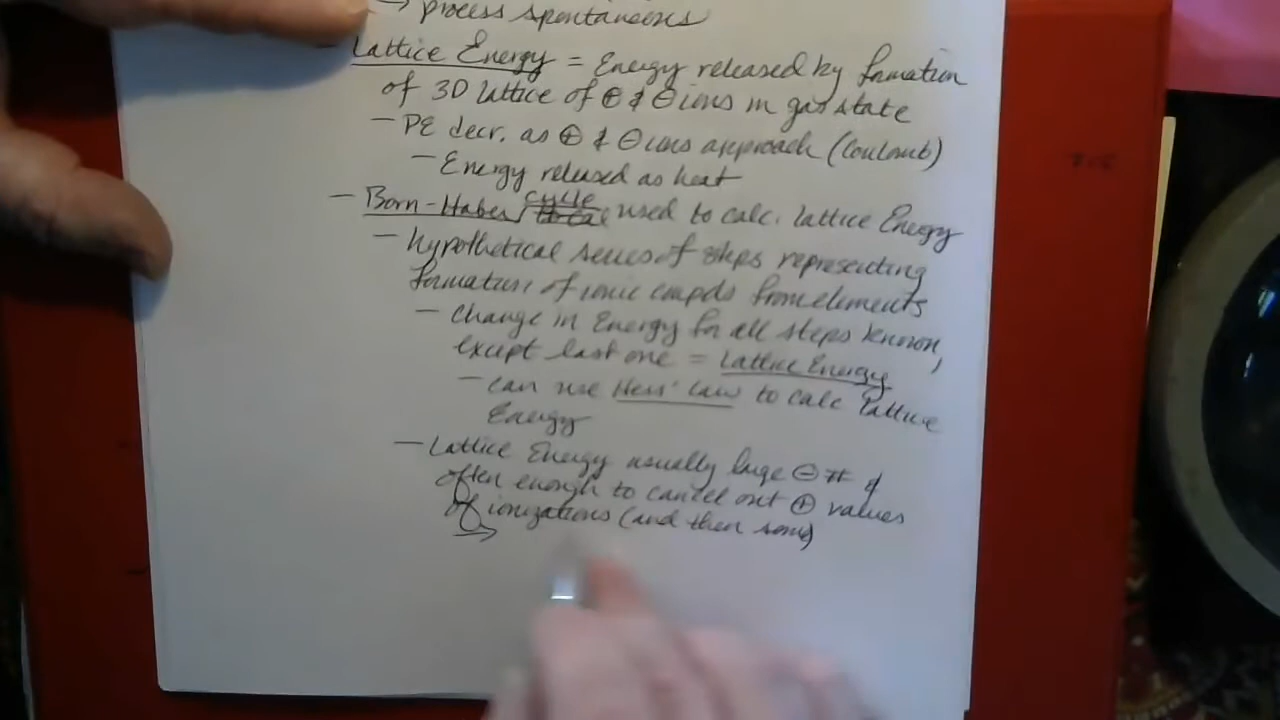 → process spontaneous
Lattice Energy = Energy released by formation
of 3D lattice of ⊕ & ⊖ ions in gas state
— PE decr. as ⊕ & ⊖ ions approach (Coulomb)
— Energy released as heat
— Born-Haber cycle used to calc. lattice Energy
— hypothetical series of steps representing
formation of ionic cmpds from elements
— change in Energy for all steps known,
except last one = Lattice Energy
— can use Hess' Law to calc lattice
Energy
— Lattice Energy usually large ⊖ # &
often enough to cancel out ⊕ values
of ionizations (and then some)
→